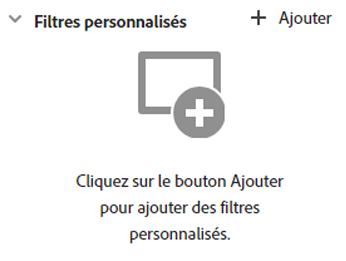 Filtres personnalisés + Ajouter
Cliquez sur le bouton Ajouter
pour ajouter des filtres
personnalisés.